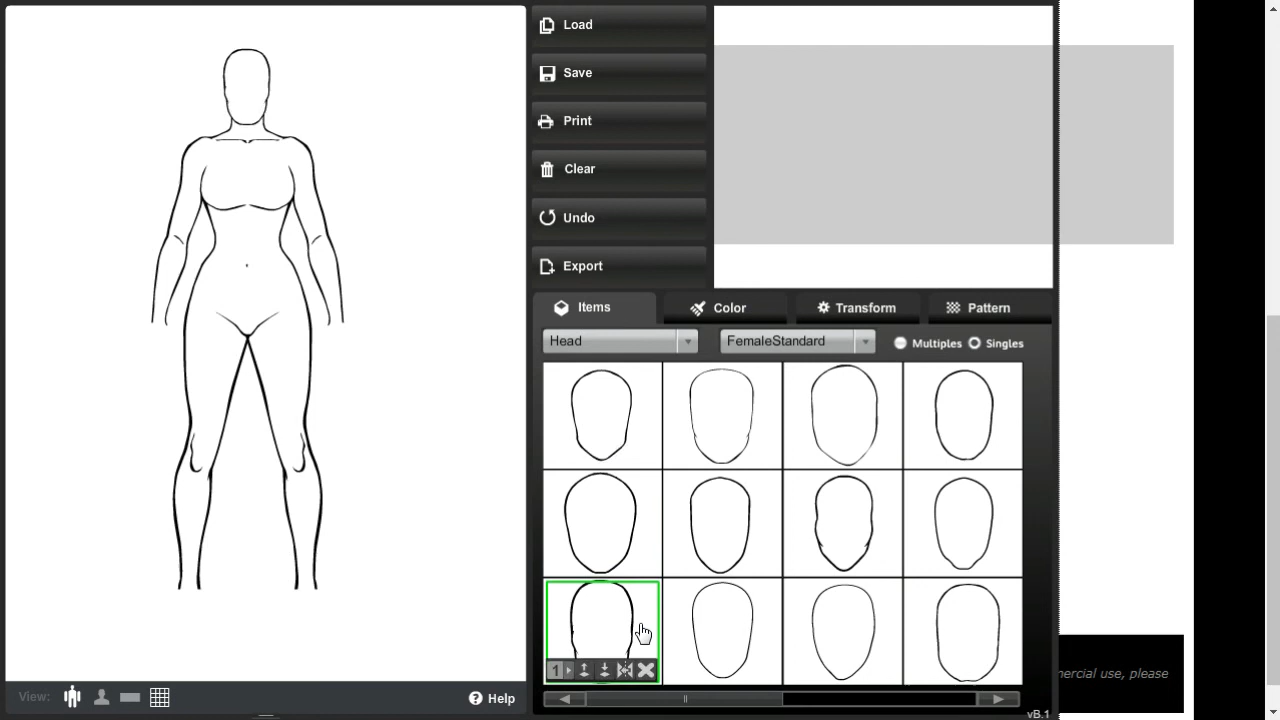 Load
Save
Print
Clear
Undo
Export
Items
Color
Transform
Pattern
Head
FemaleStandard
Multiples
Singles
1
View:
Help
vB.1
ercial use, please